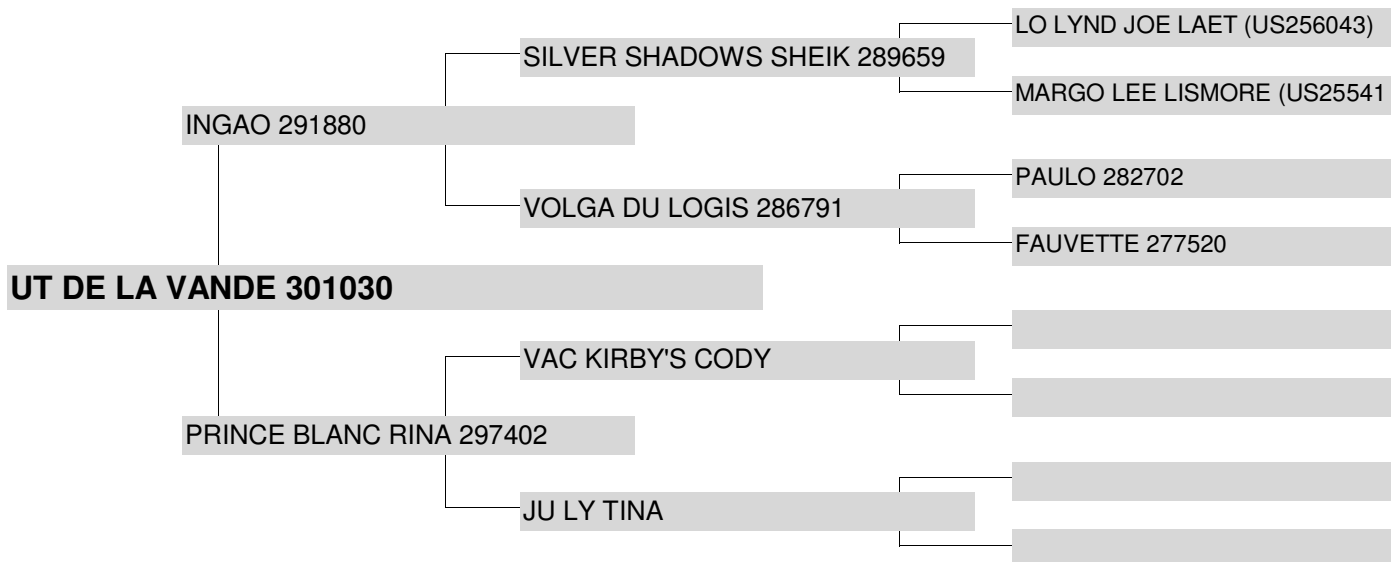 LO LYND JOE LAET (US256043)
SILVER SHADOWS SHEIK 289659
MARGO LEE LISMORE (US25541
INGAO 291880
PAULO 282702
VOLGA DU LOGIS 286791
FAUVETTE 277520
UT DE LA VANDE 301030
VAC KIRBY'S CODY
PRINCE BLANC RINA 297402
JU LY TINA